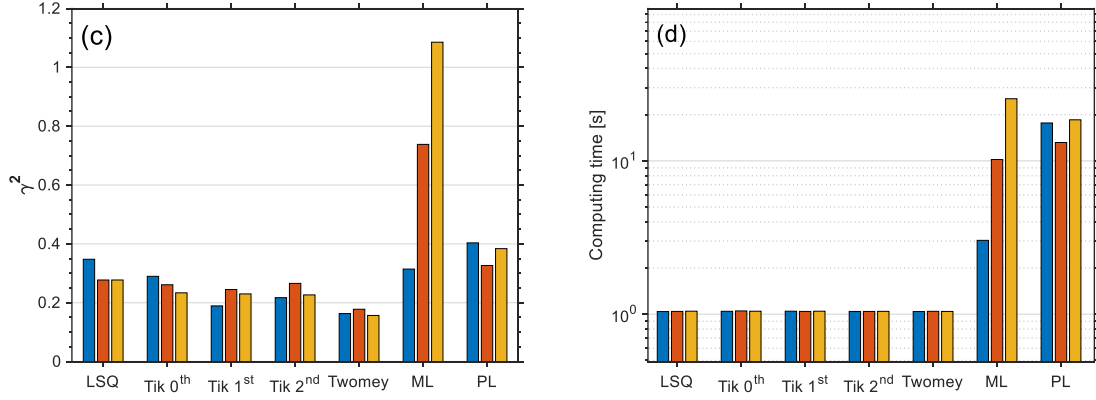 (c)
γ²
1.2
1
0.8
0.6
0.4
0.2
0
LSQ Tik 0ᵗʰ Tik 1ˢᵗ Tik 2ⁿᵈ Twomey ML PL
(d)
Computing time [s]
10¹
10⁰
LSQ Tik 0ᵗʰ Tik 1ˢᵗ Tik 2ⁿᵈ Twomey ML PL